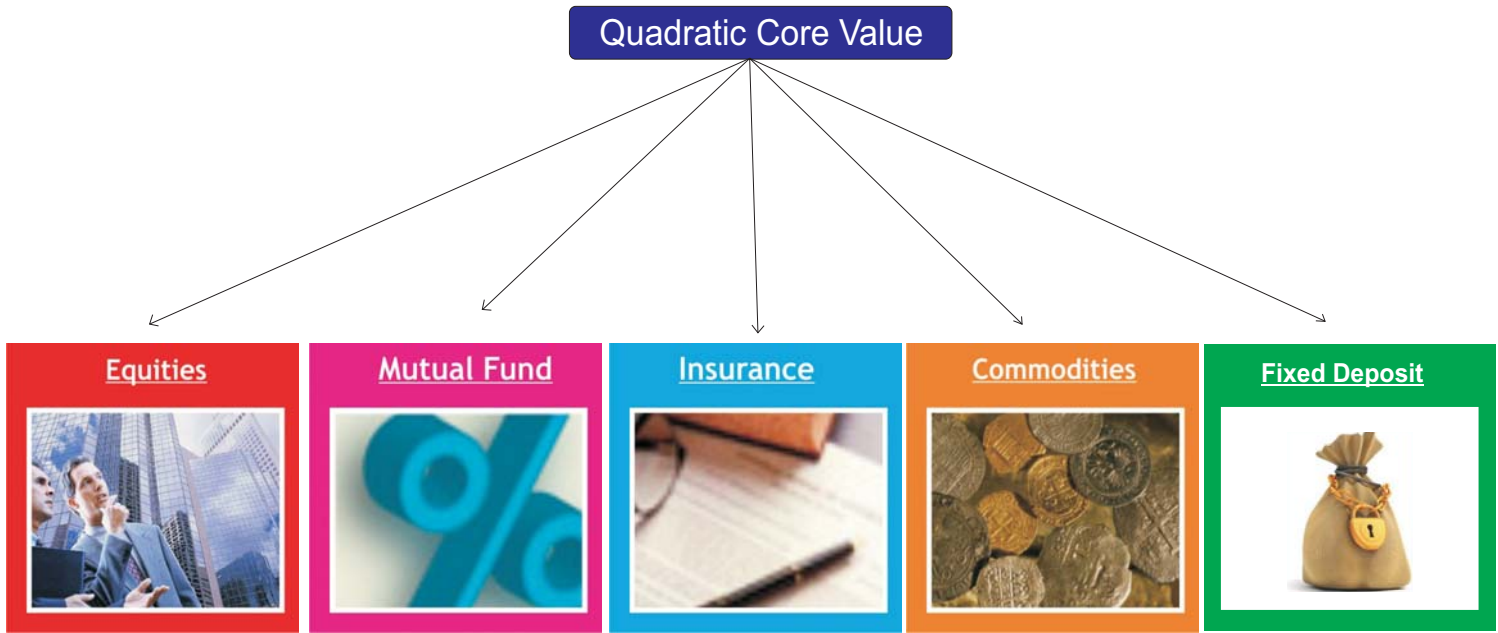 Quadratic Core Value
Equities
Mutual Fund
Insurance
Commodities
Fixed Deposit